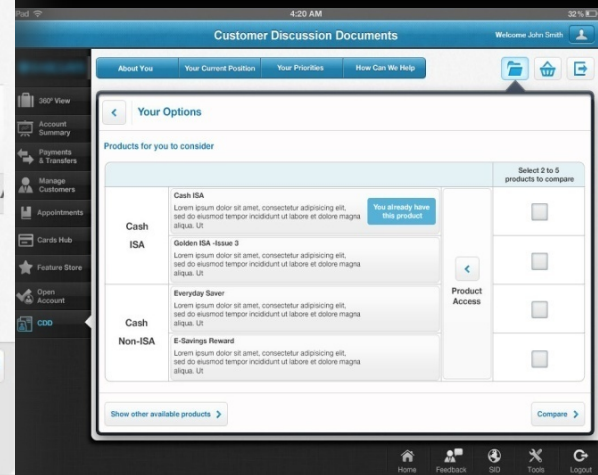 Pod
4:20 AM
32%
Customer Discussion Documents
Welcome John Smith
About You
Your Current Position
Your Priorities
How Can We Help
360° View
Account
Summary
Payments
& Transfers
Manage
Customers
Appointments
Cards Hub
Feature Store
Open
Account
CDD
Your Options
Products for you to consider
Select 2 to 5
products to compare
Cash
ISA
Cash ISA
Lorem ipsum dolor sit amet, consectetur adipisicing elit,
sed do eiusmod tempor incididunt ut labore et dolore magna
aliqua. Ut
You already have
this product
Golden ISA -Issue 3
Lorem ipsum dolor sit amet, consectetur adipisicing elit,
sed do eiusmod tempor incididunt ut labore et dolore magna
aliqua. Ut
Product
Access
Cash
Non-ISA
Everyday Saver
Lorem ipsum dolor sit amet, consectetur adipisicing elit,
sed do eiusmod tempor incididunt ut labore et dolore magna
aliqua. Ut
E-Savings Reward
Lorem ipsum dolor sit amet, consectetur adipisicing elit,
sed do eiusmod tempor incididunt ut labore et dolore magna
aliqua. Ut
Show other available products
Compare
Home
Feedback
SID
Tools
Logout